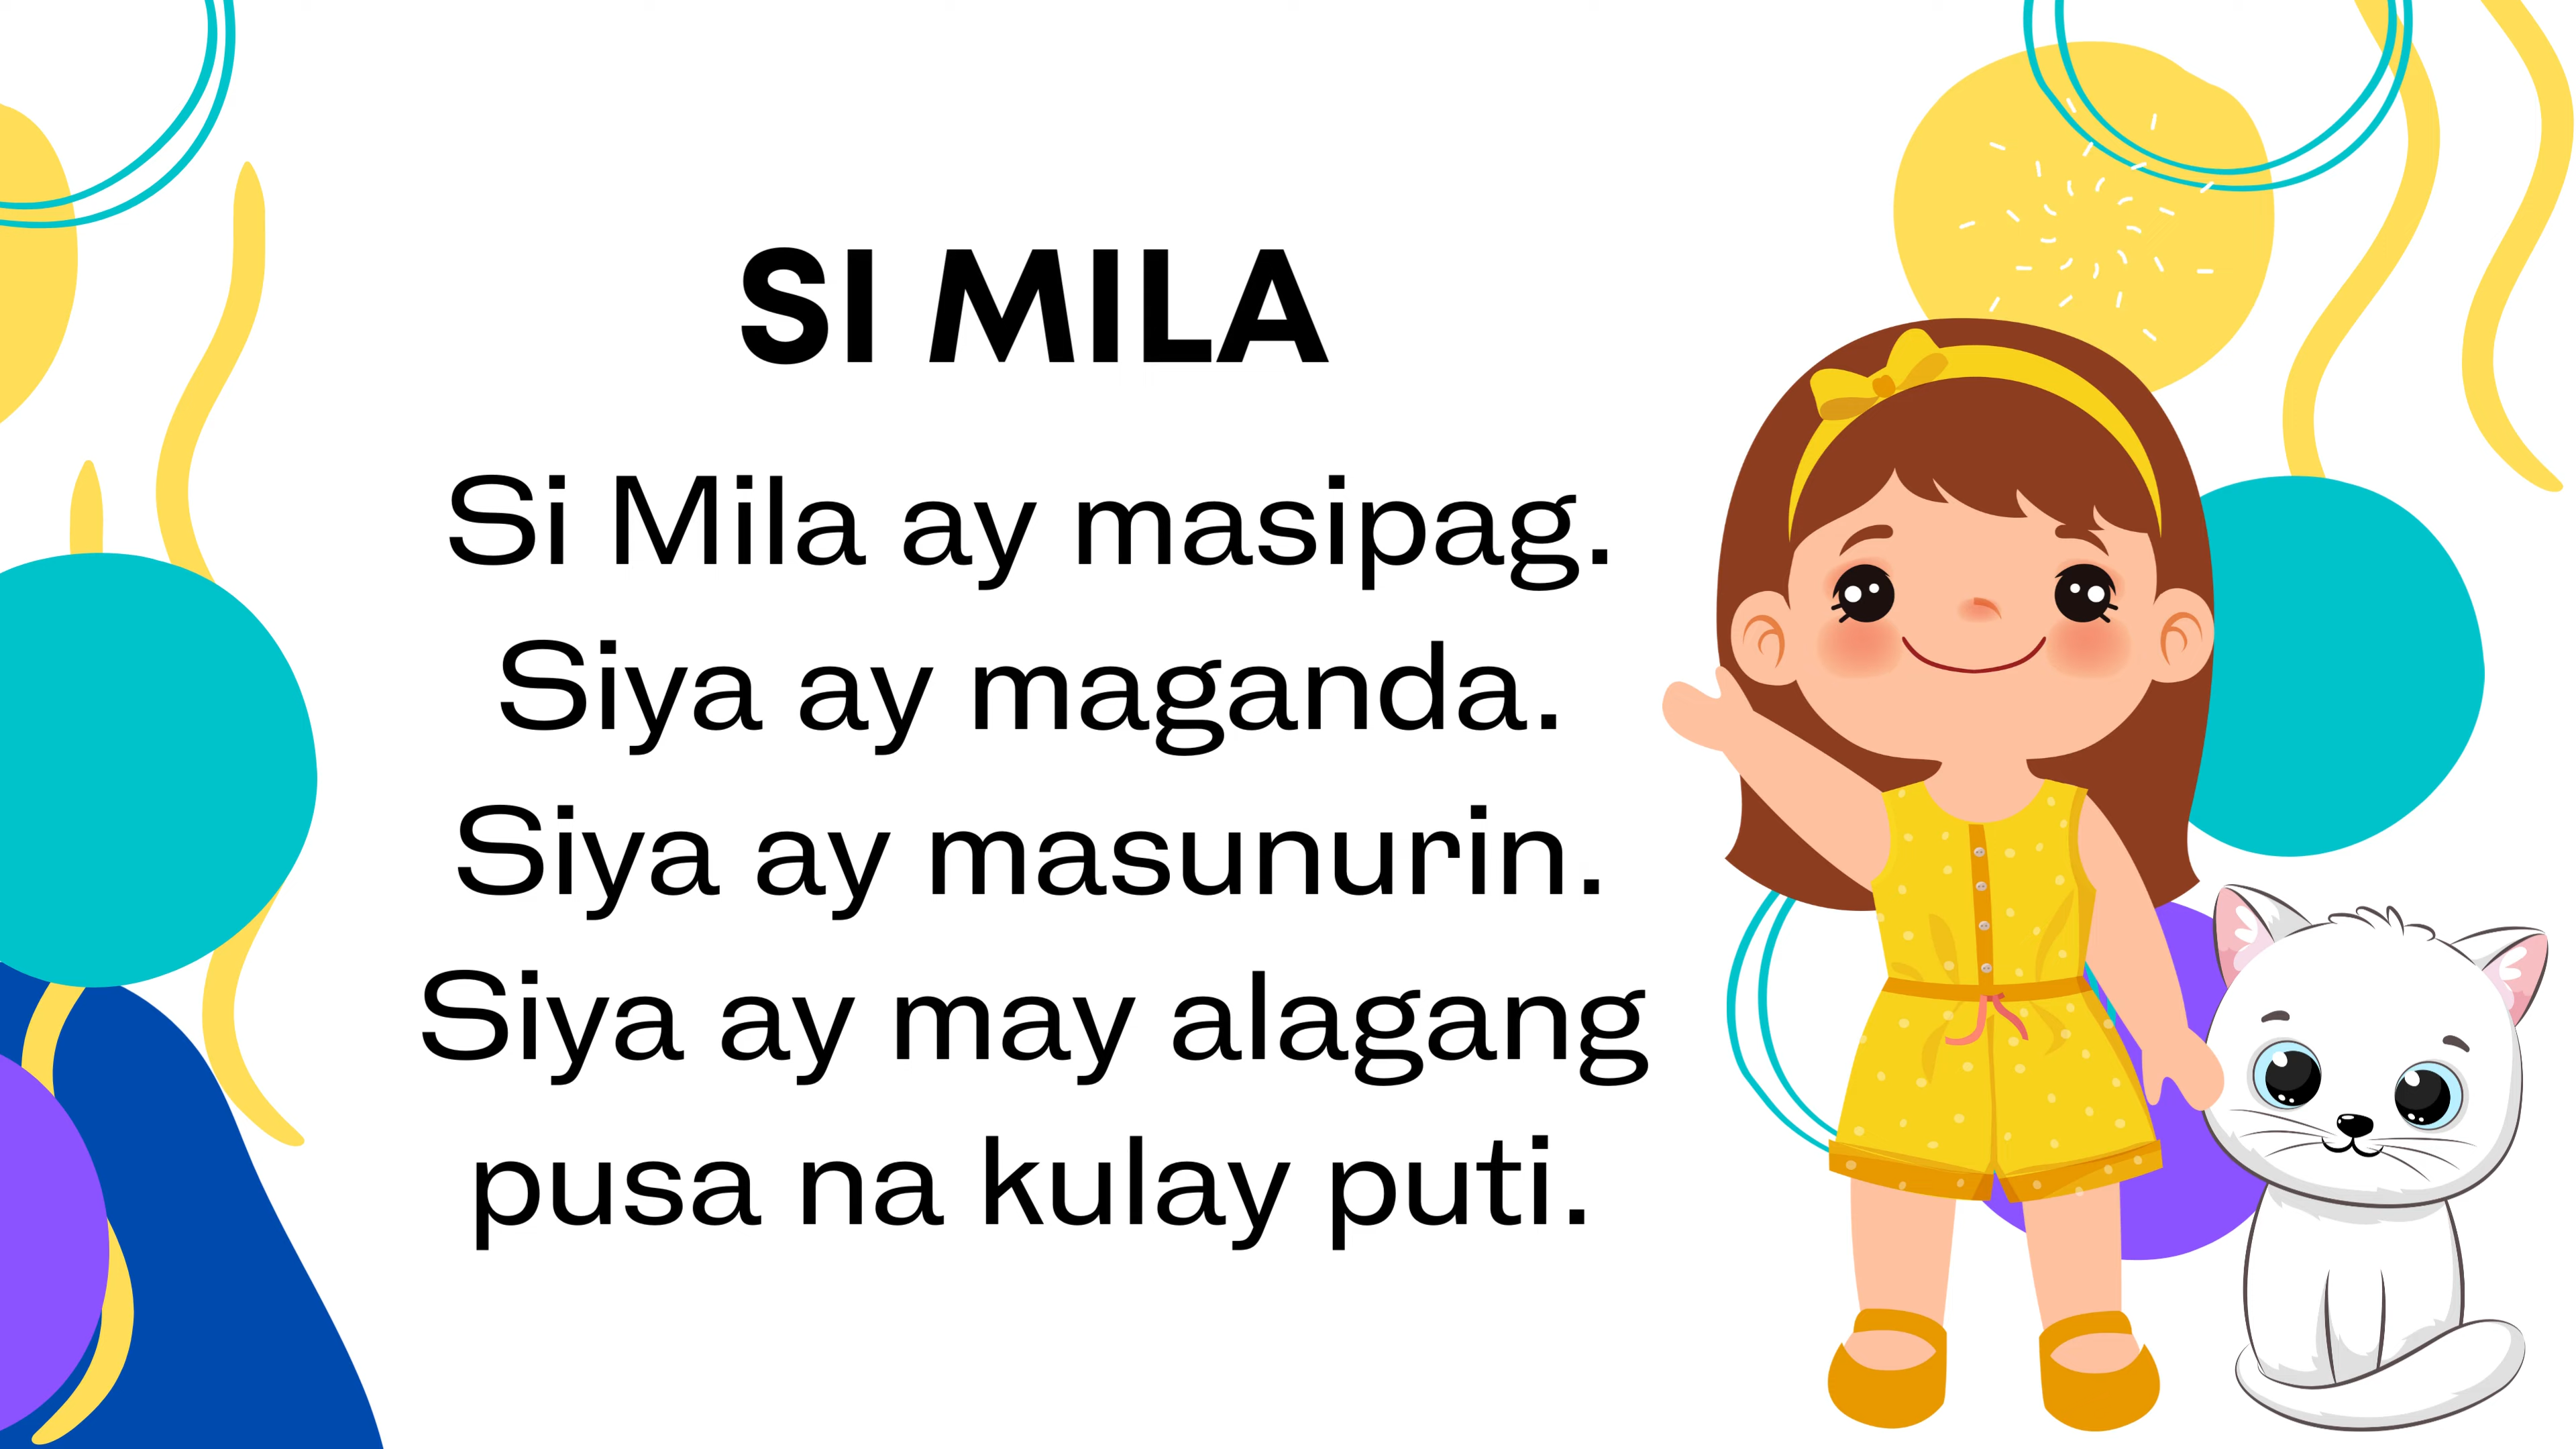 SI MILA
Si Mila ay masipag.
Siya ay maganda.
Siya ay masunurin.
Siya ay may alagang
pusa na kulay puti.